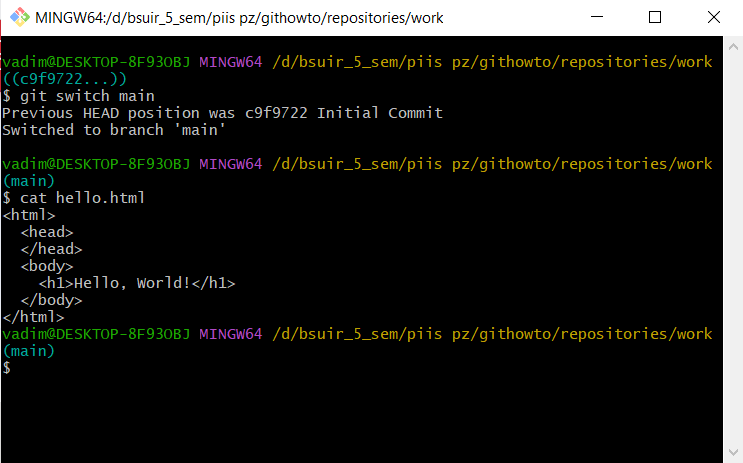 MINGW64:/d/bsuir_5_sem/piis pz/githowto/repositories/work
vadim@DESKTOP-8F93OBJ MINGW64 /d/bsuir_5_sem/piis pz/githowto/repositories/work
((c9f9722...))
$ git switch main
Previous HEAD position was c9f9722 Initial Commit
Switched to branch 'main'
vadim@DESKTOP-8F93OBJ MINGW64 /d/bsuir_5_sem/piis pz/githowto/repositories/work
(main)
$ cat hello.html
<html>
  <head>
  </head>
  <body>
    <h1>Hello, World!</h1>
  </body>
</html>
vadim@DESKTOP-8F93OBJ MINGW64 /d/bsuir_5_sem/piis pz/githowto/repositories/work
(main)
$